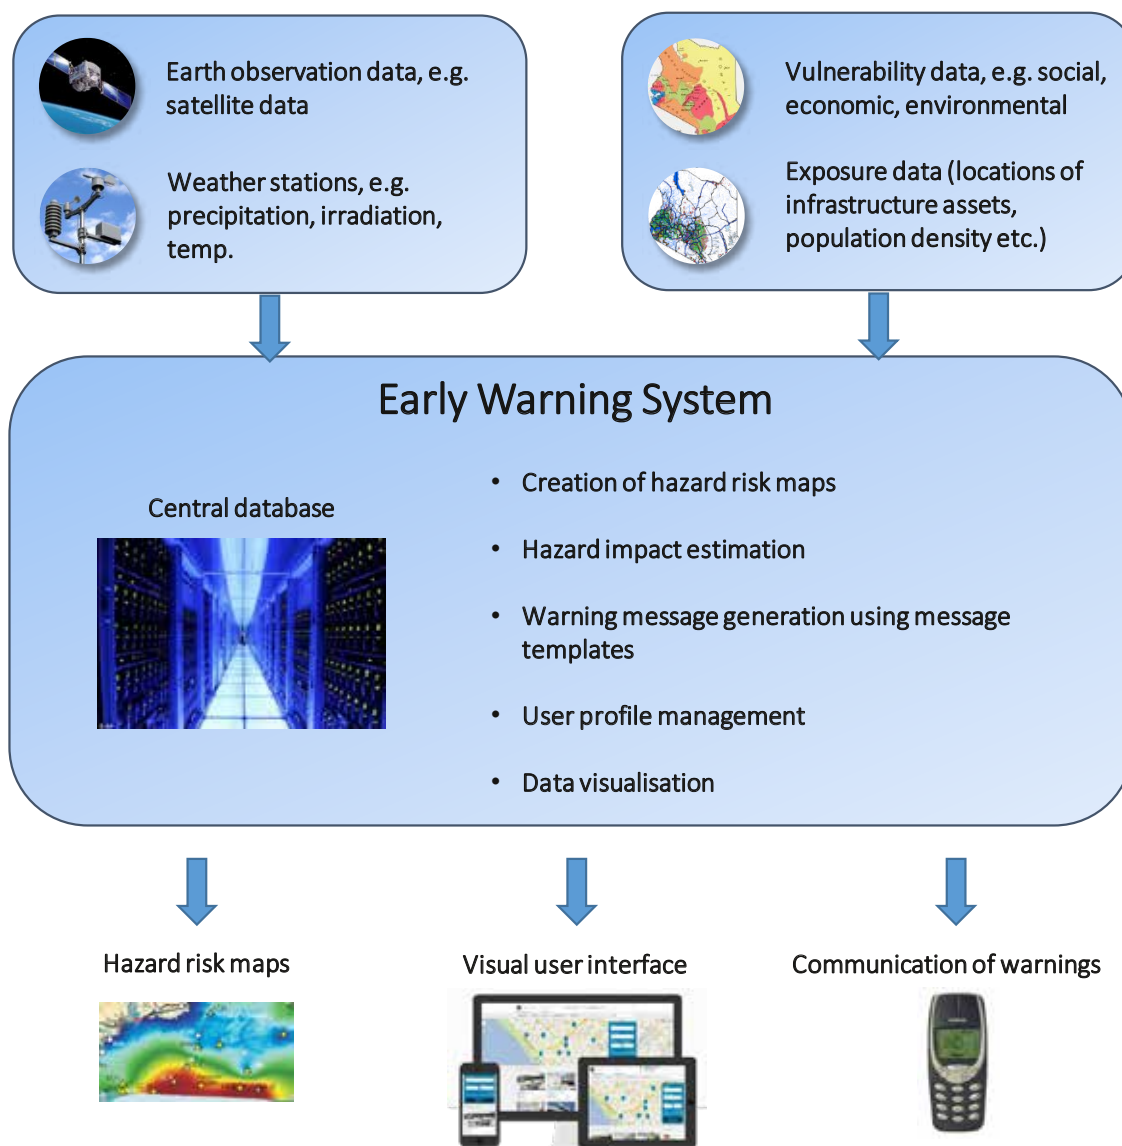 Earth observation data, e.g.
satellite data
Weather stations, e.g.
precipitation, irradiation,
temp.
Vulnerability data, e.g. social,
economic, environmental
Exposure data (locations of
infrastructure assets,
population density etc.)
Early Warning System
Central database
• Creation of hazard risk maps
• Hazard impact estimation
• Warning message generation using message
templates
• User profile management
• Data visualisation
Hazard risk maps
Visual user interface
Communication of warnings